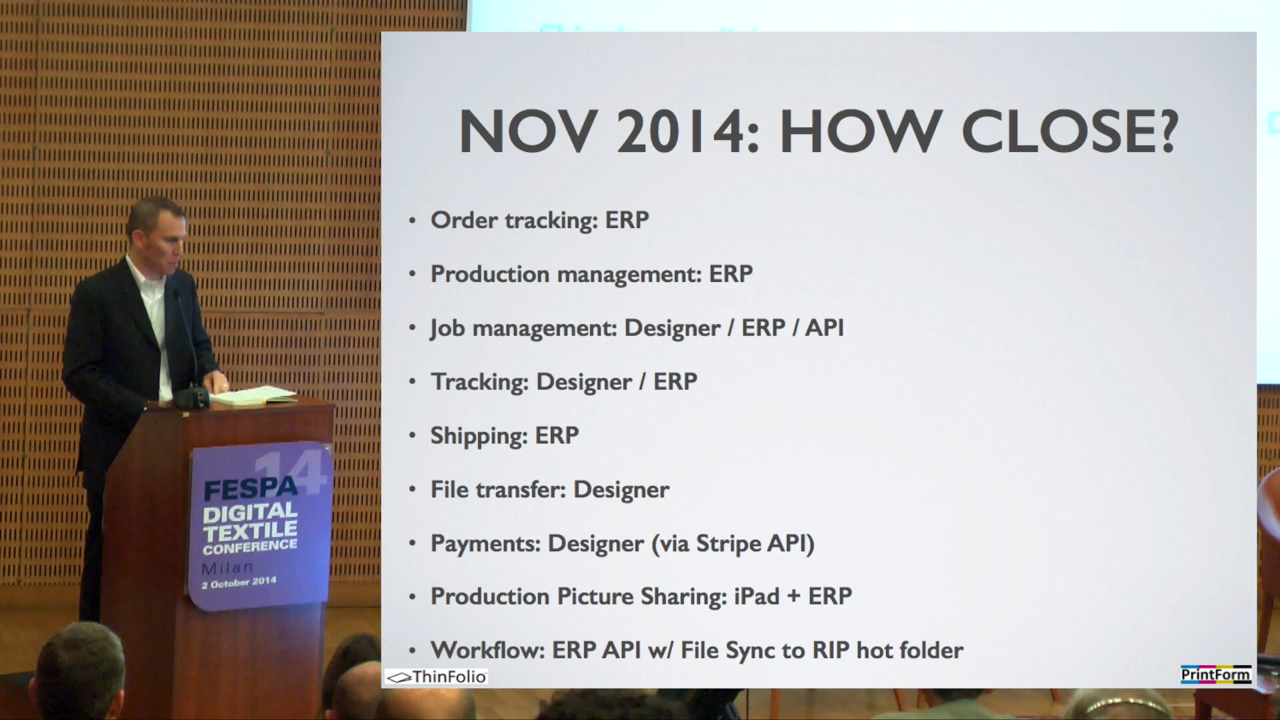 NOV 2014: HOW CLOSE?
• Order tracking: ERP
• Production management: ERP
• Job management: Designer / ERP / API
• Tracking: Designer / ERP
• Shipping: ERP
• File transfer: Designer
• Payments: Designer (via Stripe API)
• Production Picture Sharing: iPad + ERP
• Workflow: ERP API w/ File Sync to RIP hot folder
ThinFolio
PrintForm
14
FESPA
DIGITAL
TEXTILE
CONFERENCE
Milan
2 October 2014